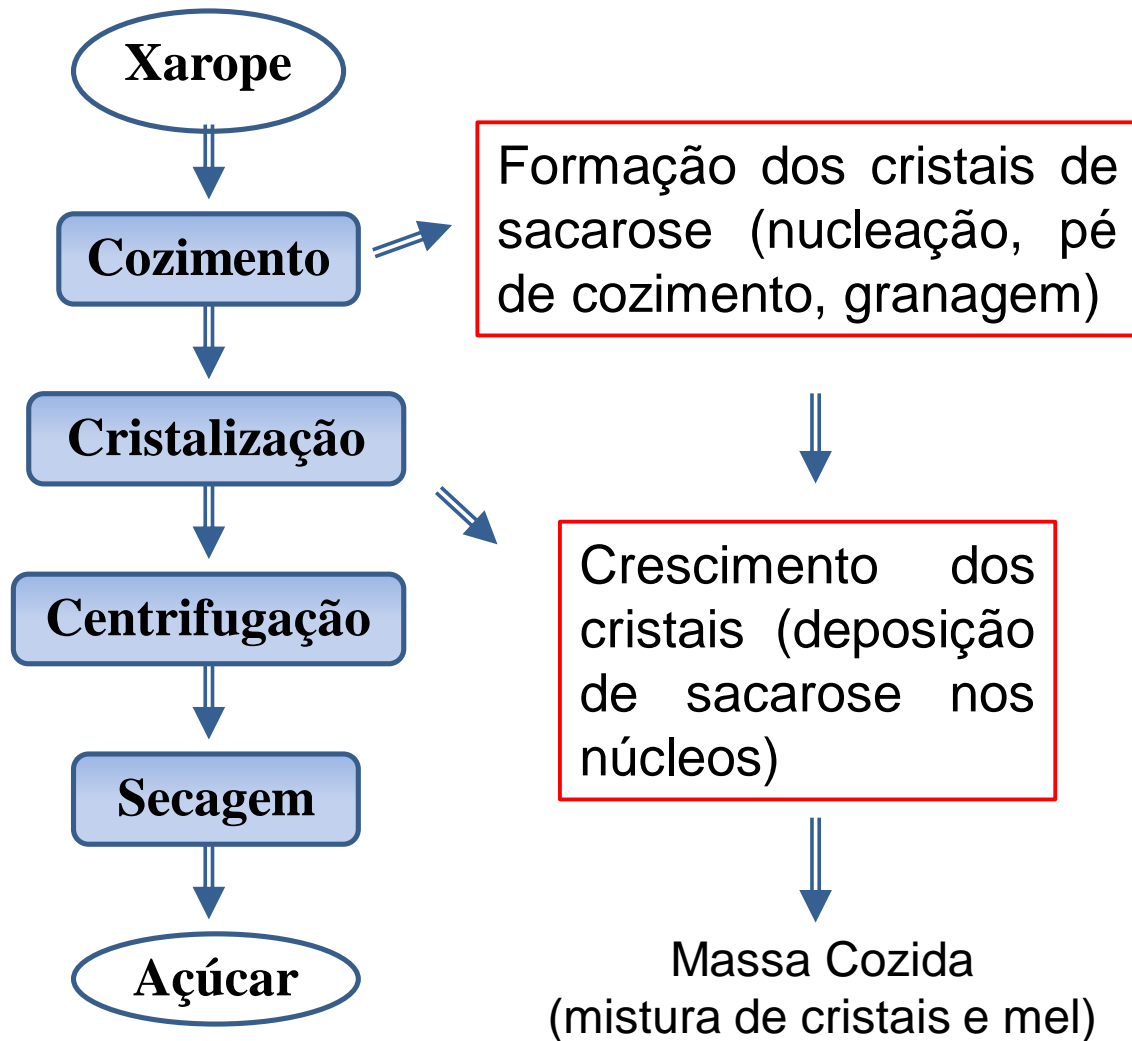 Xarope
Cozimento
Cristalização
Centrifugação
Secagem
Açúcar
Formação dos cristais de
sacarose (nucleação, pé
de cozimento, granagem)
Crescimento dos
cristais (deposição
de sacarose nos
núcleos)
Massa Cozida
(mistura de cristais e mel)